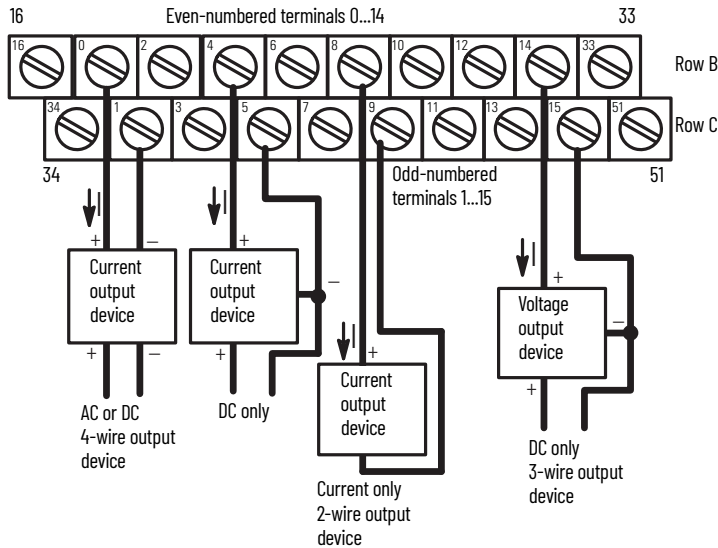 16 Even-numbered terminals 0...14 33
16 0 2 4 6 8 10 12 14 33
Row B
34 1 3 5 7 9 11 13 15 51
Row C
34 51
Odd-numbered
terminals 1...15
I I I I
+ – + – + + –
Current
output
device
Current
output
device
Voltage
output
device
Current
output
device
+ – + +
AC or DC
4-wire output
device
DC only
Current only
2-wire output
device
DC only
3-wire output
device